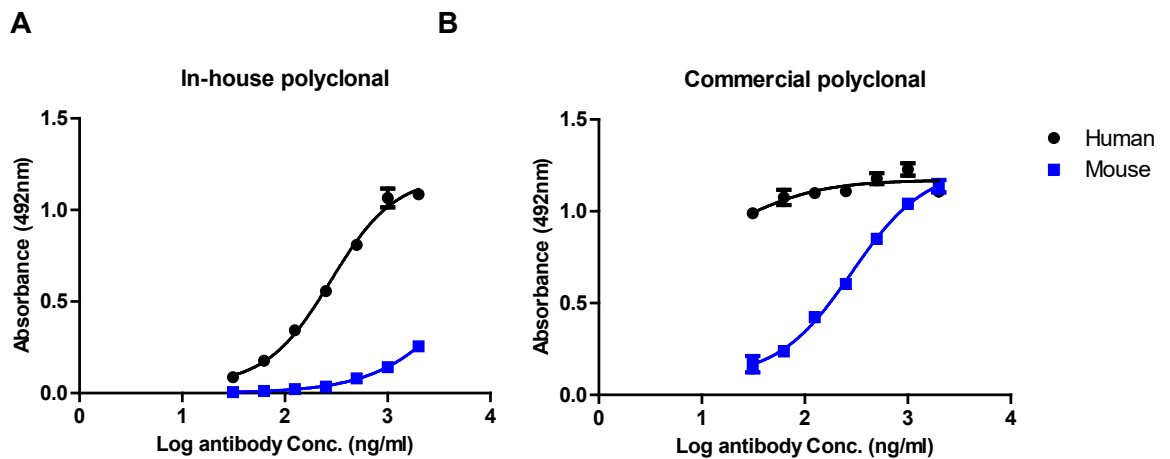 A
B
In-house polyclonal
Commercial polyclonal
1.5
1.0
0.5
0.0
Absorbance (492nm)
0
1
2
3
4
Log antibody Conc. (ng/ml)
1.5
1.0
0.5
0.0
Absorbance (492nm)
0
1
2
3
4
Log antibody Conc. (ng/ml)
Human
Mouse